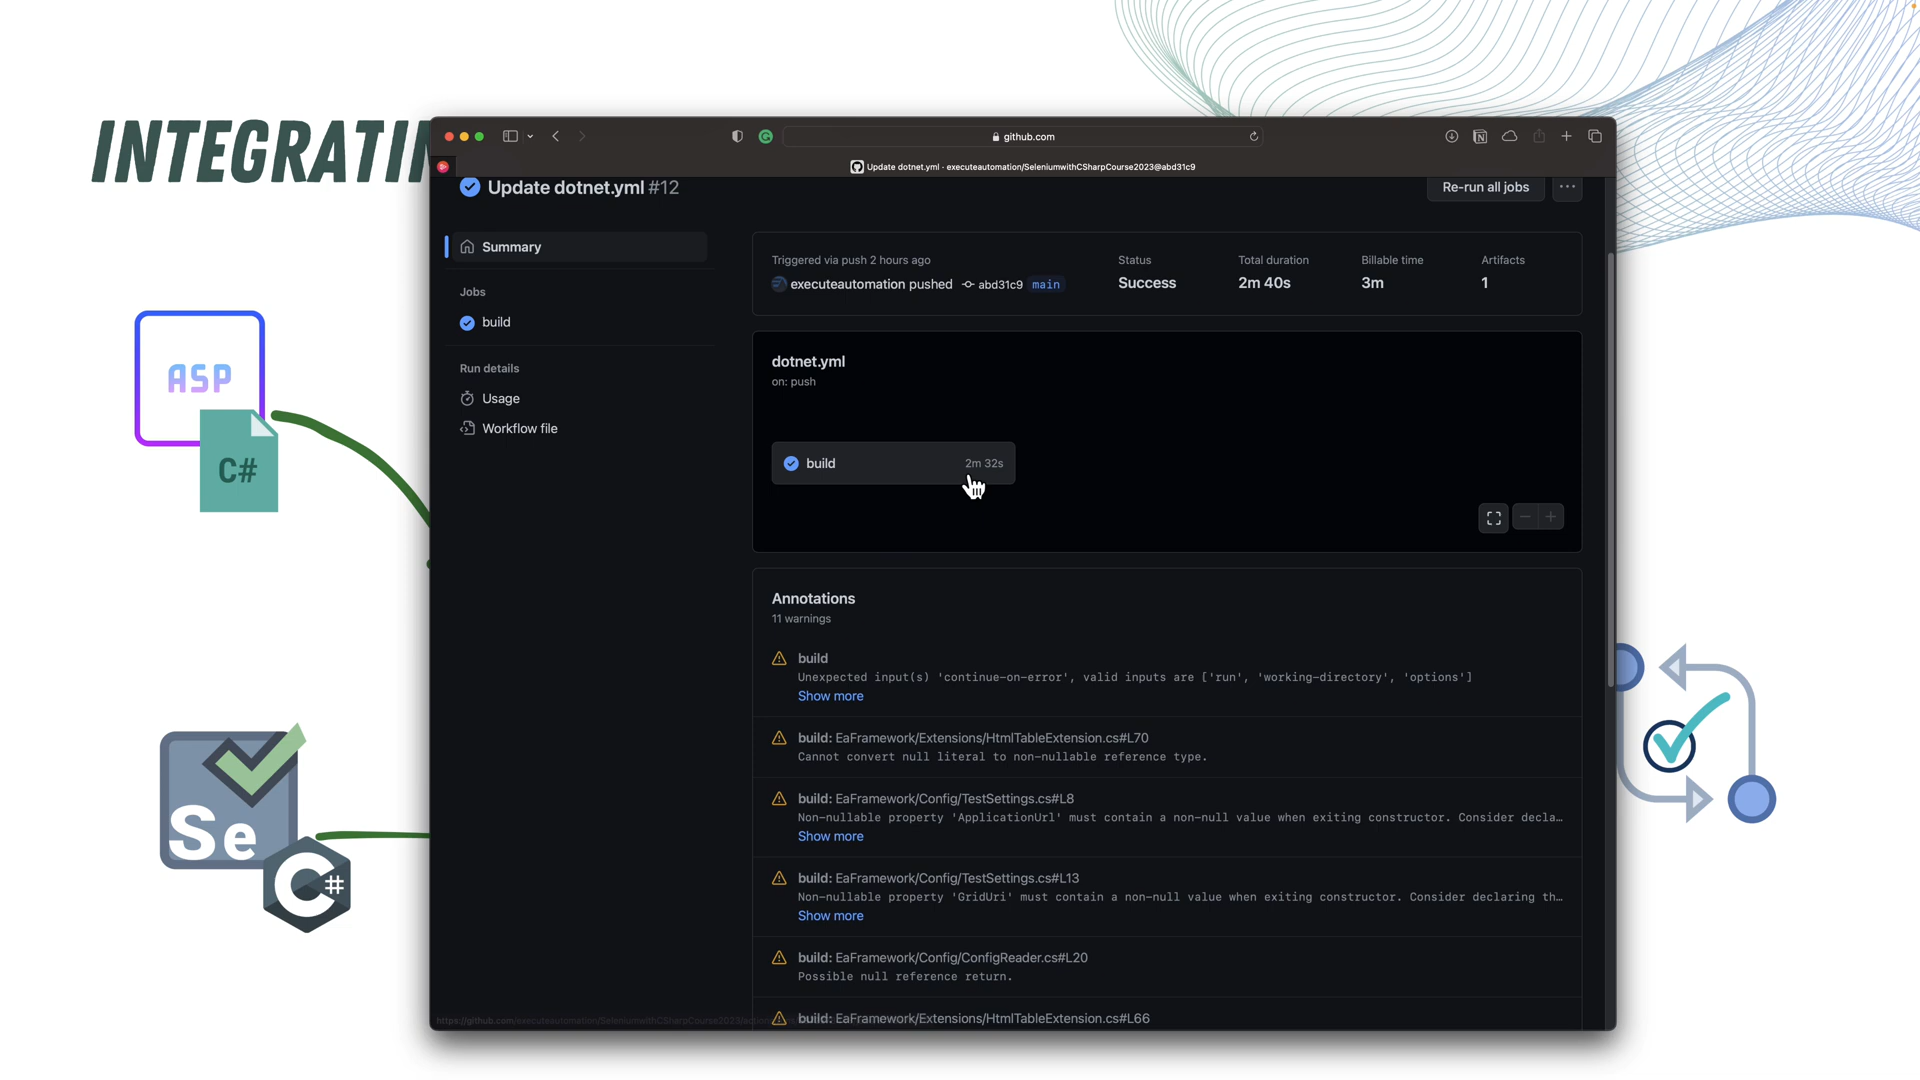 INTEGRATIN
github.com
Update dotnet.yml · executeautomation/SeleniumwithCSharpCourse2023@abd31c9
Update dotnet.yml #12
Re-run all jobs
Summary
Jobs
build
Run details
Usage
Workflow file
Triggered via push 2 hours ago
executeautomation pushed abd31c9 main
Status
Success
Total duration
2m 40s
Billable time
3m
Artifacts
1
dotnet.yml
on: push
build 2m 32s
Annotations
11 warnings
build
Unexpected input(s) 'continue-on-error', valid inputs are ['run', 'working-directory', 'options']
Show more
build: EaFramework/Extensions/HtmlTableExtension.cs#L70
Cannot convert null literal to non-nullable reference type.
build: EaFramework/Config/TestSettings.cs#L8
Non-nullable property 'ApplicationUrl' must contain a non-null value when exiting constructor. Consider decla…
Show more
build: EaFramework/Config/TestSettings.cs#L13
Non-nullable property 'GridUri' must contain a non-null value when exiting constructor. Consider declaring th…
Show more
build: EaFramework/Config/ConfigReader.cs#L20
Possible null reference return.
build: EaFramework/Extensions/HtmlTableExtension.cs#L66
https://github.com/executeautomation/SeleniumwithCSharpCourse2023/
ASP
C#
Se
C#